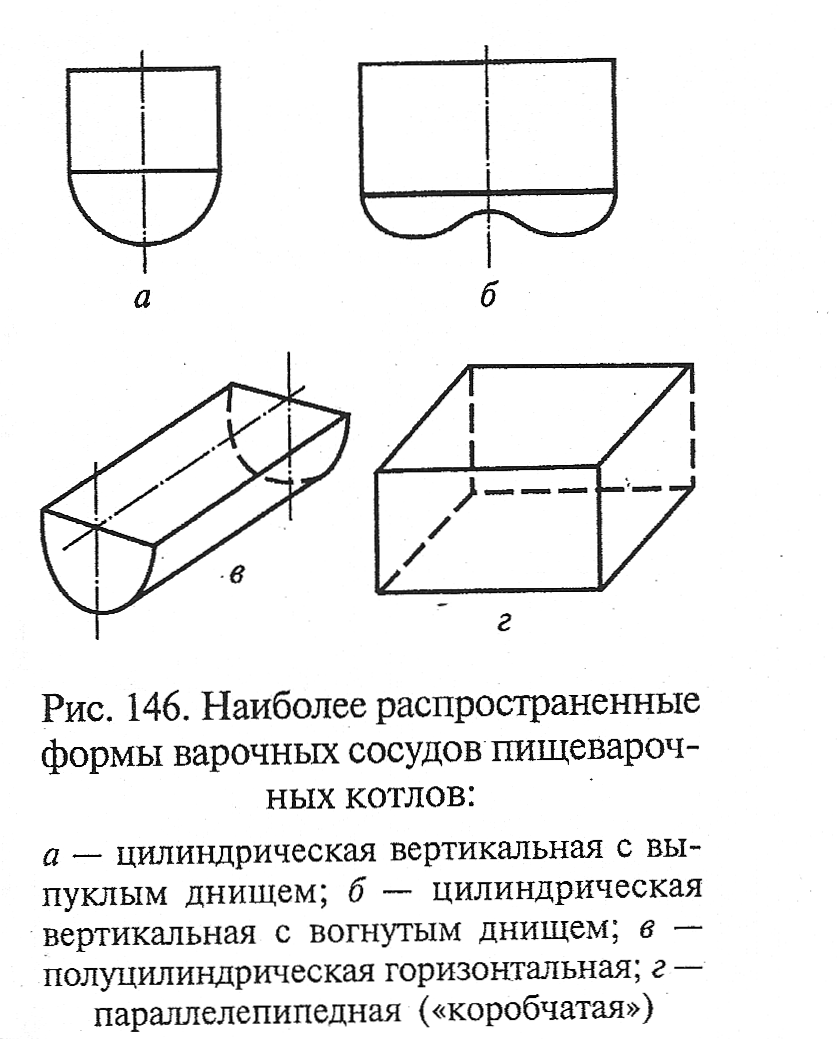 а
б
в
г
Рис. 146. Наиболее распространенные
формы варочных сосудов пищевароч-
ных котлов:
а — цилиндрическая вертикальная с вы-
пуклым днищем; б — цилиндрическая
вертикальная с вогнутым днищем; в —
полуцилиндрическая горизонтальная; г —
параллелепипедная («коробчатая»)